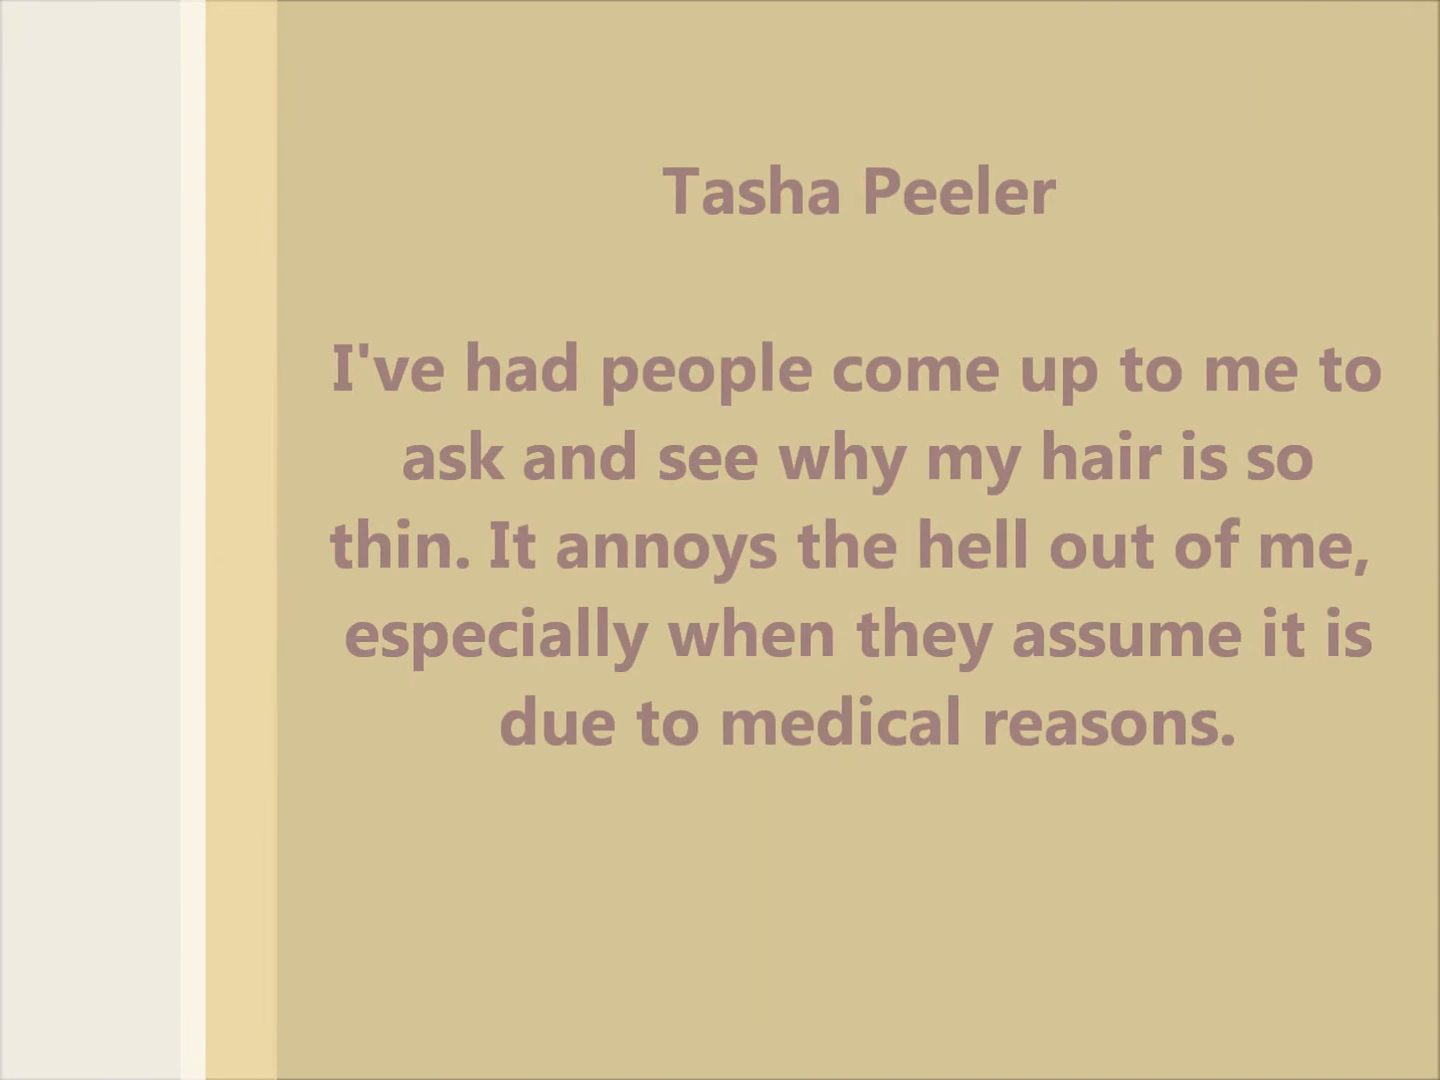 Tasha Peeler
I've had people come up to me to
ask and see why my hair is so
thin. It annoys the hell out of me,
especially when they assume it is
due to medical reasons.